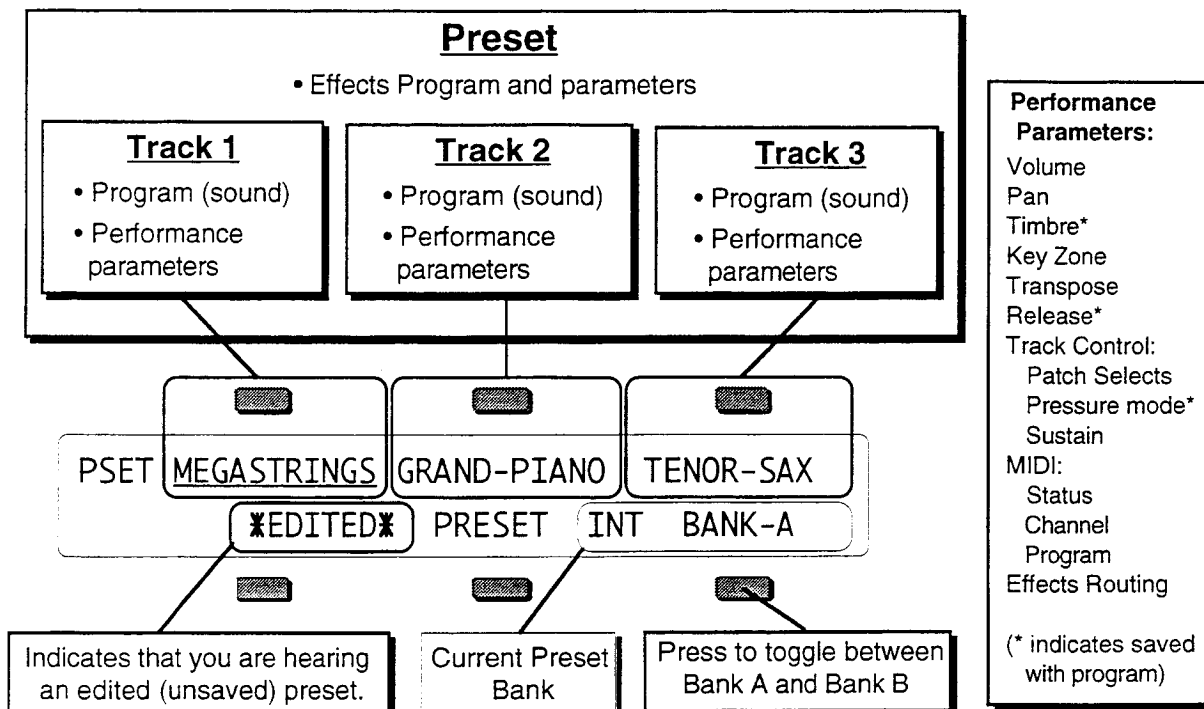 Preset
• Effects Program and parameters
Track 1
• Program (sound)
• Performance
parameters
Track 2
• Program (sound)
• Performance
parameters
Track 3
• Program (sound)
• Performance
parameters
PSET MEGASTRINGS GRAND-PIANO TENOR-SAX
*EDITED* PRESET INT BANK-A
Indicates that you are hearing
an edited (unsaved) preset.
Current Preset
Bank
Press to toggle between
Bank A and Bank B
Performance
Parameters:
Volume
Pan
Timbre*
Key Zone
Transpose
Release*
Track Control:
Patch Selects
Pressure mode*
Sustain
MIDI:
Status
Channel
Program
Effects Routing
(* indicates saved
with program)